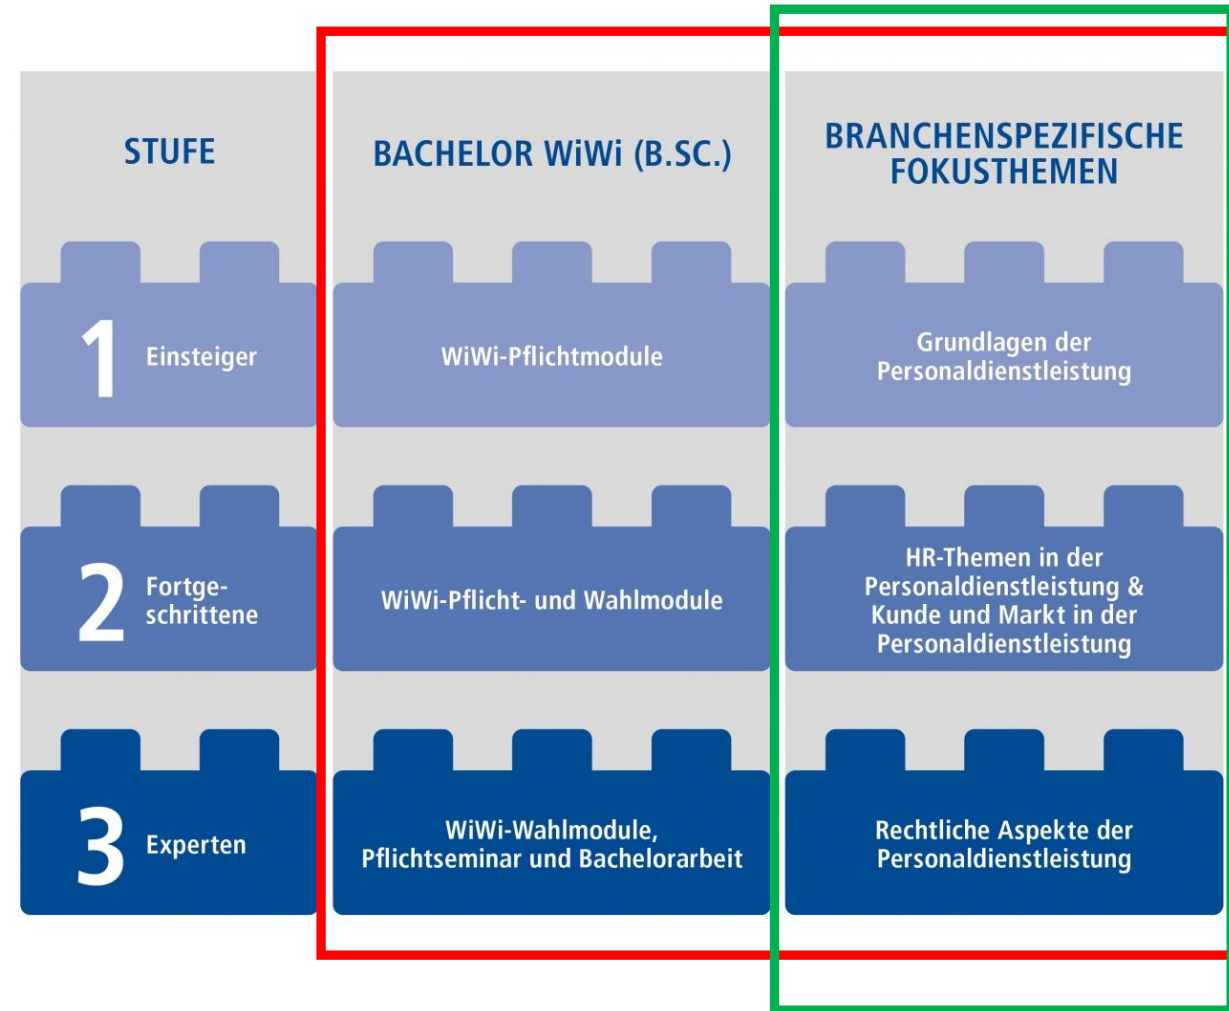 STUFE
BACHELOR WiWi (B.SC.)
BRANCHENSPEZIFISCHE
FOKUSTHEMEN
1 Einsteiger
WiWi-Pflichtmodule
Grundlagen der
Personaldienstleistung
2 Fortge-
schrittene
WiWi-Pflicht- und Wahlmodule
HR-Themen in der
Personaldienstleistung &
Kunde und Markt in der
Personaldienstleistung
3 Experten
WiWi-Wahlmodule,
Pflichtseminar und Bachelorarbeit
Rechtliche Aspekte der
Personaldienstleistung